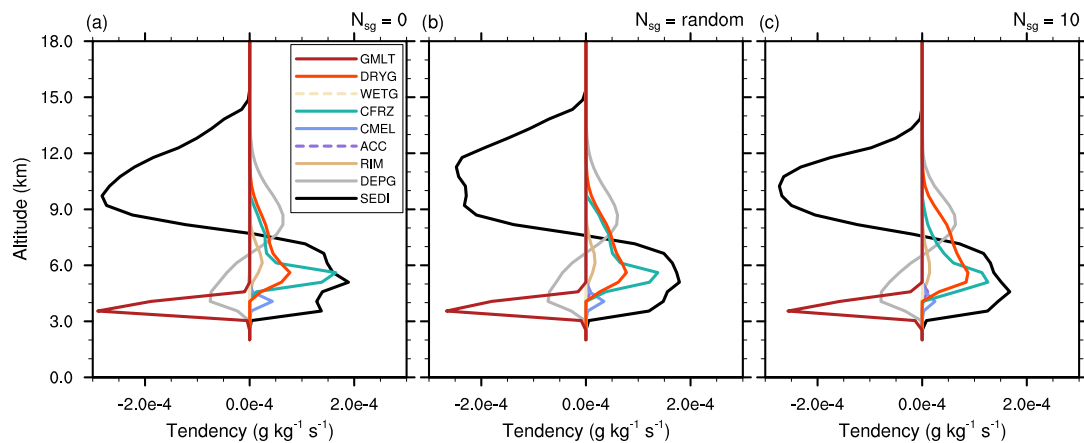 (a) N_sg = 0
(b) N_sg = random
(c) N_sg = 10
Altitude (km)
18.0
15.0
12.0
9.0
6.0
3.0
0.0
GMLT
DRYG
WETG
CFRZ
CMEL
ACC
RIM
DEPG
SEDI
-2.0e-4 0.0e-4 2.0e-4
-2.0e-4 0.0e-4 2.0e-4
-2.0e-4 0.0e-4 2.0e-4
Tendency (g kg⁻¹ s⁻¹)
Tendency (g kg⁻¹ s⁻¹)
Tendency (g kg⁻¹ s⁻¹)